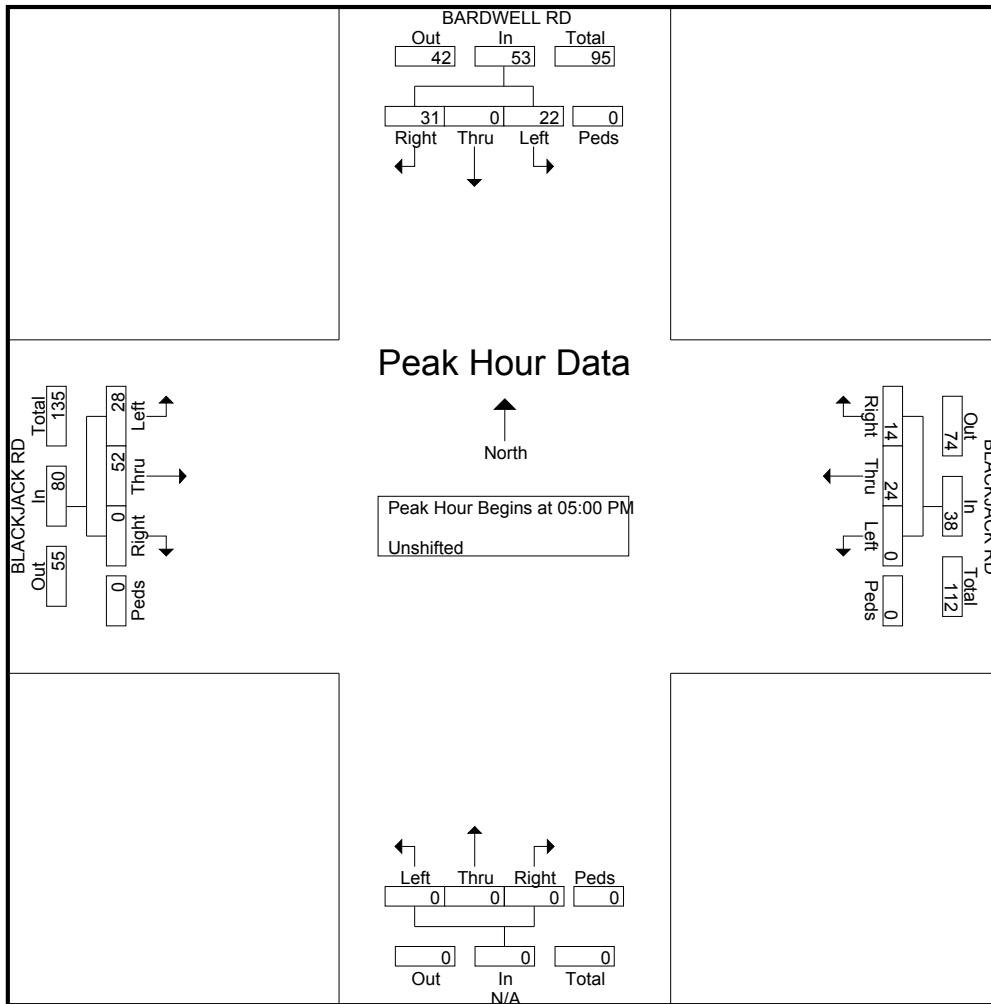 BARDWELL RD
Out In Total
42 53 95
31 0 22 0
Right Thru Left Peds
Peak Hour Data
North
Peak Hour Begins at 05:00 PM
Unshifted
BLACKJACK RD
Out In Total
55 80 135
0 0 52 28
Peds Right Thru Left
BLACKJACK RD
Out In Total
74 38 112
14 24 0 0
Right Thru Left Peds
Left Thru Right Peds
0 0 0 0
0 0 0
Out In Total
N/A